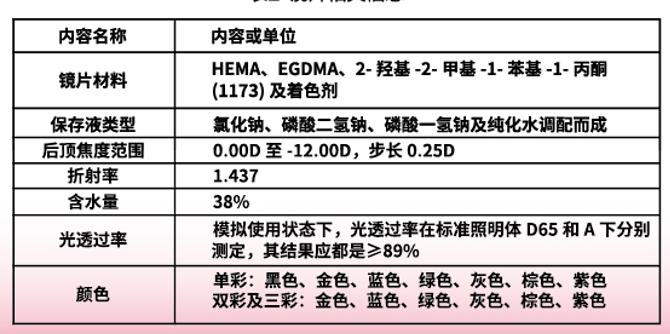 内容名称 内容或单位
镜片材料 HEMA、EGDMA、2- 羟基 -2- 甲基 -1- 苯基 -1- 丙酮
(1173) 及着色剂
保存液类型 氯化钠、磷酸二氢钠、磷酸一氢钠及纯化水调配而成
后顶焦度范围 0.00D 至 -12.00D，步长 0.25D
折射率 1.437
含水量 38%
光透过率 模拟使用状态下，光透过率在标准照明体 D65 和 A 下分别
测定，其结果应都是≥89%
颜色 单彩：黑色、金色、蓝色、绿色、灰色、棕色、紫色
双彩及三彩：金色、蓝色、绿色、灰色、棕色、紫色